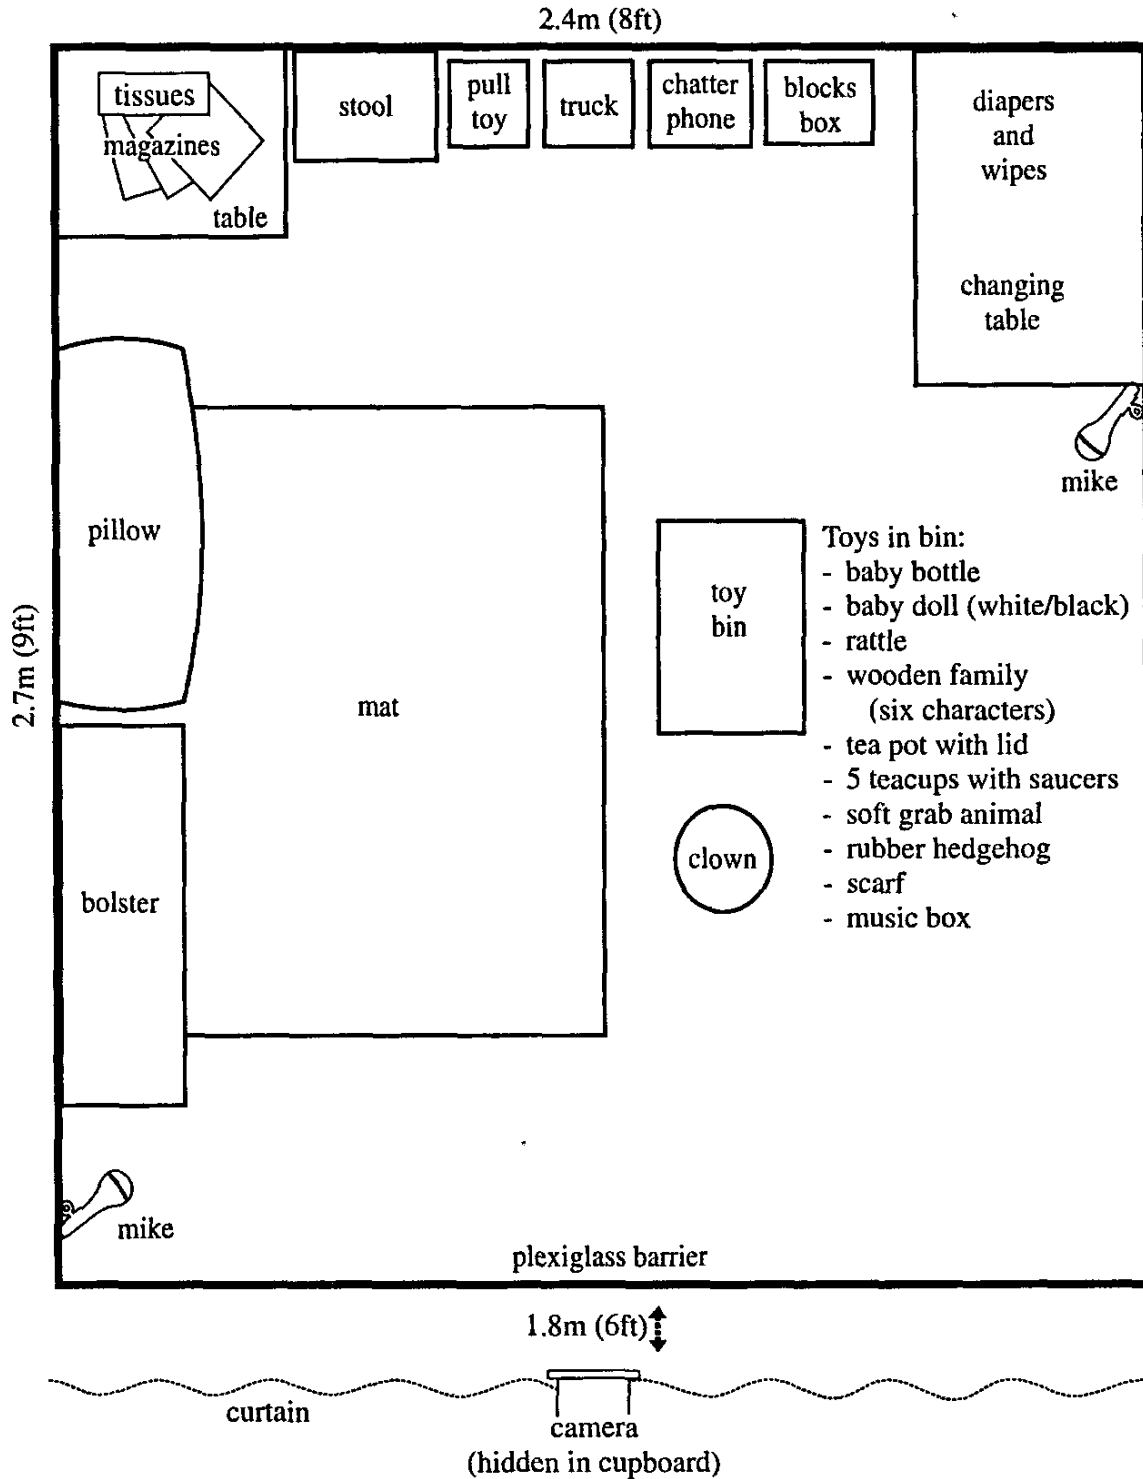 2.4m (8ft)
tissues
magazines
table
stool
pull
toy
truck
chatter
phone
blocks
box
diapers
and
wipes
changing
table
mike
pillow
2.7m (9ft)
mat
toy
bin
Toys in bin:
- baby bottle
- baby doll (white/black)
- rattle
- wooden family
(six characters)
- tea pot with lid
- 5 teacups with saucers
- soft grab animal
- rubber hedgehog
- scarf
- music box
clown
bolster
mike
plexiglass barrier
1.8m (6ft)
curtain
camera
(hidden in cupboard)